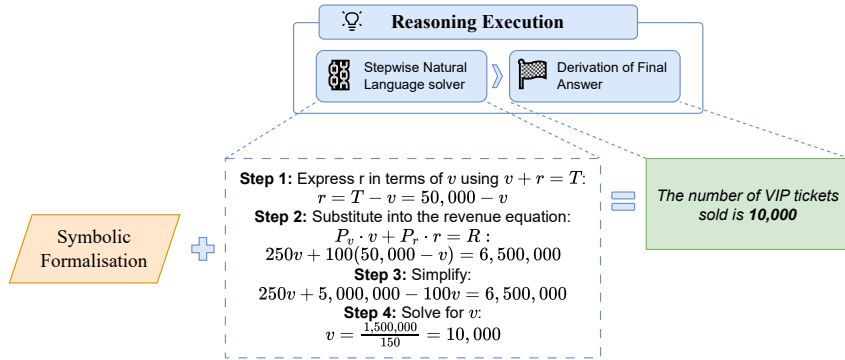 Reasoning Execution
Stepwise Natural
Language solver
Derivation of Final
Answer
Symbolic
Formalisation
Step 1: Express r in terms of v using v + r = T:
r = T − v = 50,000 − v
Step 2: Substitute into the revenue equation:
P_v · v + P_r · r = R :
250v + 100(50,000 − v) = 6,500,000
Step 3: Simplify:
250v + 5,000,000 − 100v = 6,500,000
Step 4: Solve for v:
v = 1,500,000/150 = 10,000
The number of VIP tickets
sold is 10,000